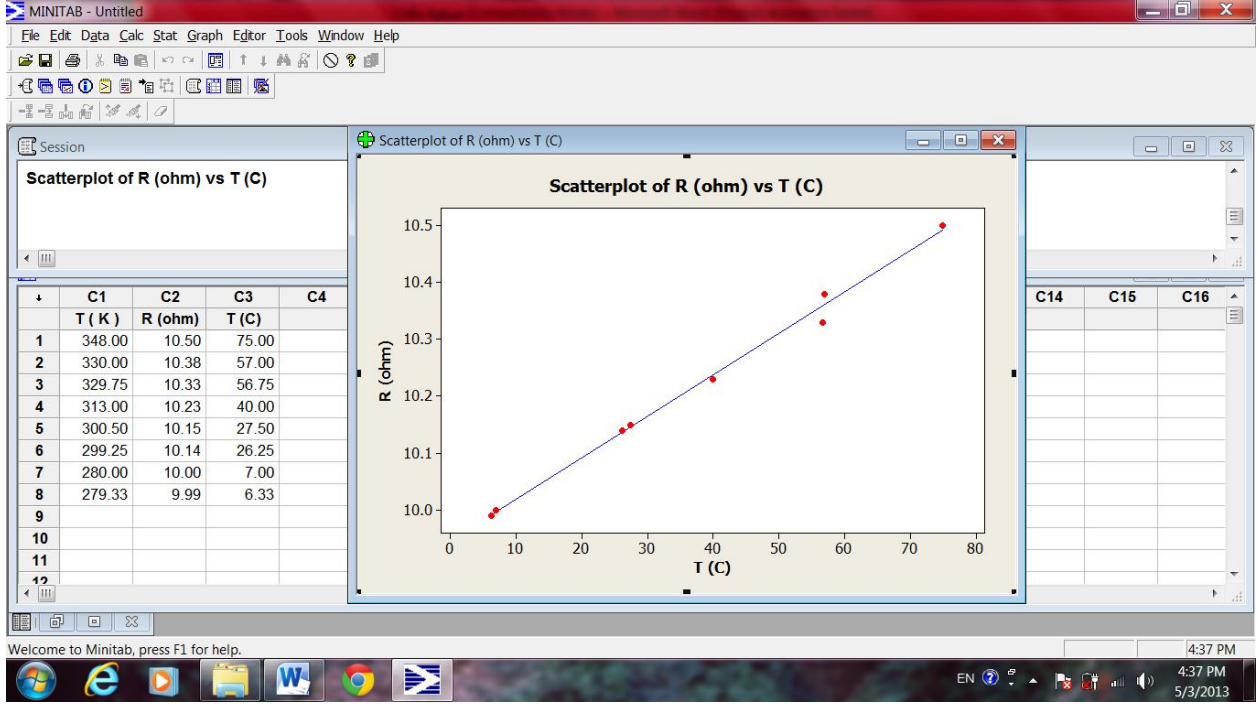 MINITAB - Untitled
File Edit Data Calc Stat Graph Editor Tools Window Help
Session
Scatterplot of R (ohm) vs T (C)
Scatterplot of R (ohm) vs T (C)
Scatterplot of R (ohm) vs T (C)
10.5
10.4
10.3
10.2
10.1
10.0
R (ohm)
0 10 20 30 40 50 60 70 80
T (C)
C1 C2 C3 C4 C14 C15 C16
T ( K ) R (ohm) T (C)
1 348.00 10.50 75.00
2 330.00 10.38 57.00
3 329.75 10.33 56.75
4 313.00 10.23 40.00
5 300.50 10.15 27.50
6 299.25 10.14 26.25
7 280.00 10.00 7.00
8 279.33 9.99 6.33
9
10
11
12
Welcome to Minitab, press F1 for help. 4:37 PM
EN 4:37 PM
5/3/2013